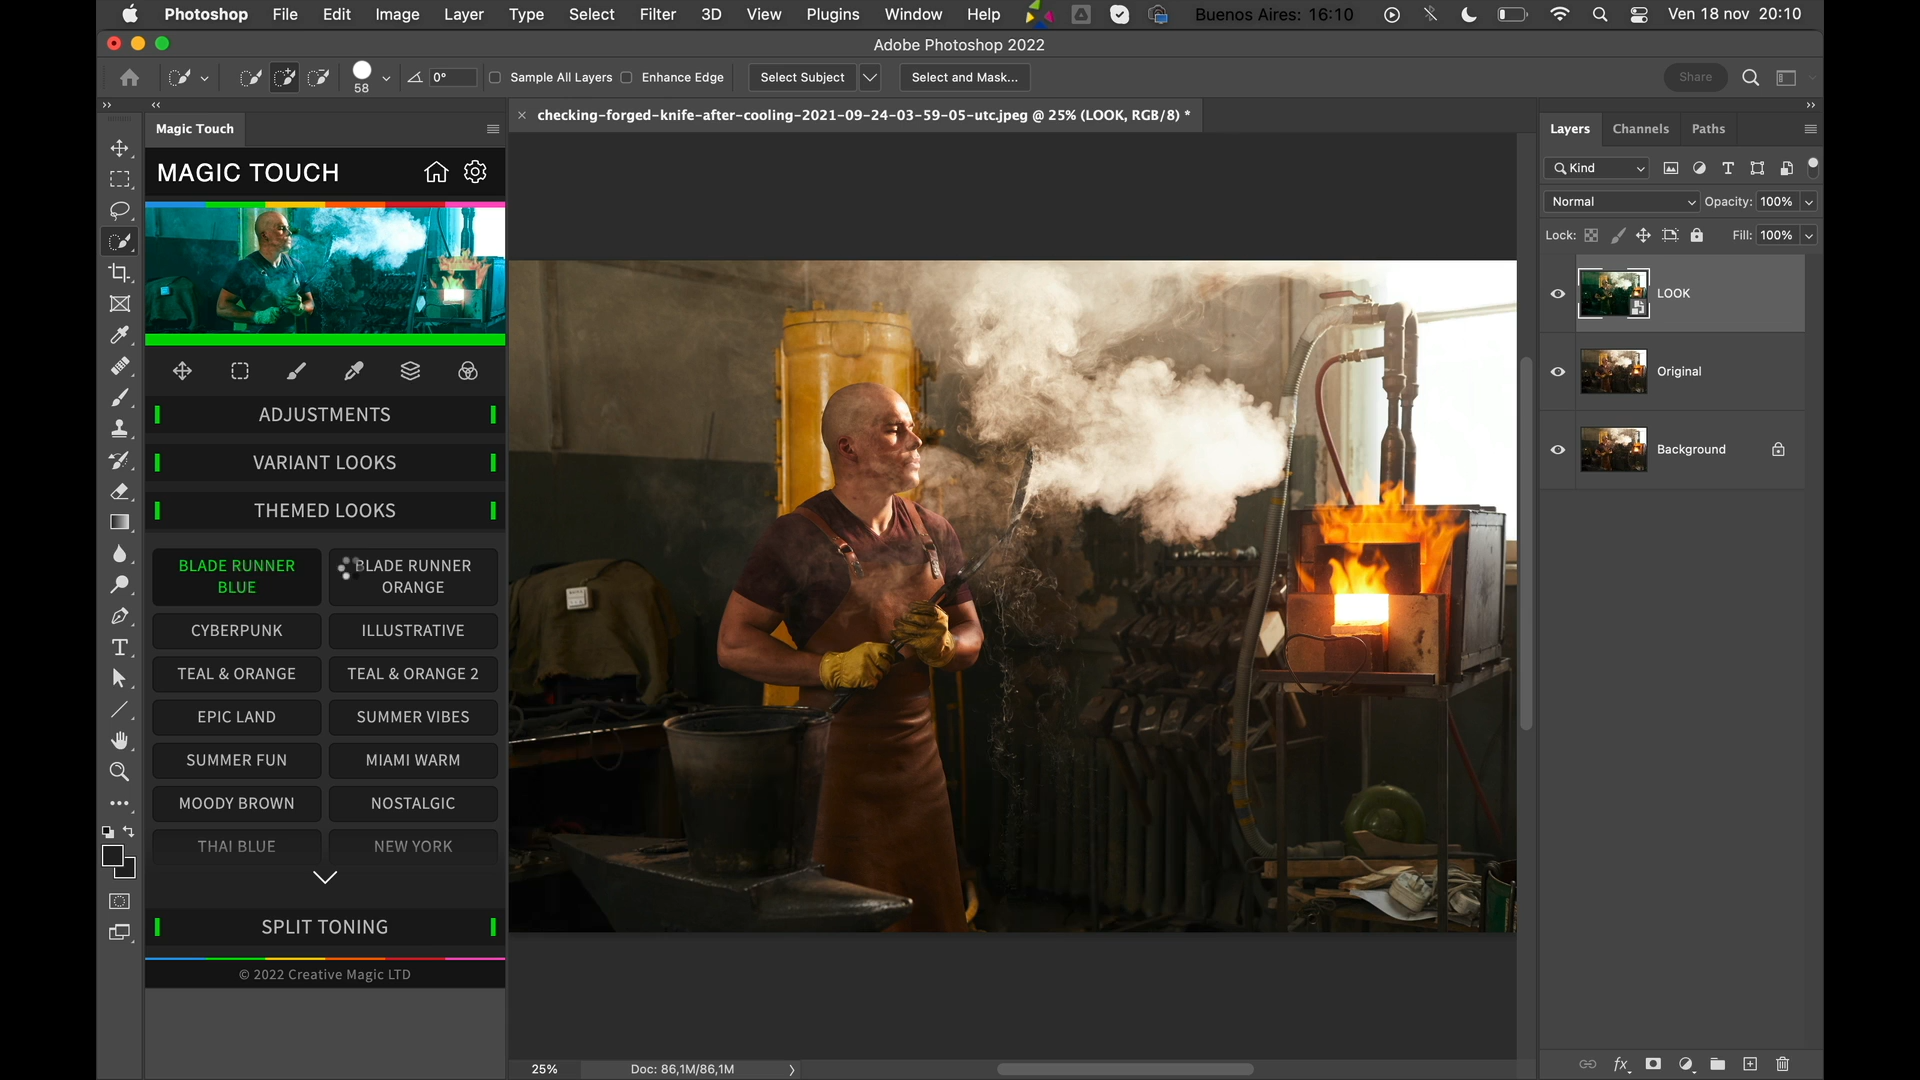 Photoshop File Edit Image Layer Type Select Filter 3D View Plugins Window Help Buenos Aires: 16:10 Ven 18 nov 20:10
Adobe Photoshop 2022
58 0° Sample All Layers Enhance Edge Select Subject Select and Mask... Share
checking-forged-knife-after-cooling-2021-09-24-03-59-05-utc.jpeg @ 25% (LOOK, RGB/8) *
Magic Touch
MAGIC TOUCH
ADJUSTMENTS
VARIANT LOOKS
THEMED LOOKS
BLADE RUNNER BLUE
BLADE RUNNER ORANGE
CYBERPUNK
ILLUSTRATIVE
TEAL & ORANGE
TEAL & ORANGE 2
EPIC LAND
SUMMER VIBES
SUMMER FUN
MIAMI WARM
MOODY BROWN
NOSTALGIC
THAI BLUE
NEW YORK
SPLIT TONING
© 2022 Creative Magic LTD
25% Doc: 86,1M/86,1M
Layers Channels Paths
Kind
Normal Opacity: 100%
Lock: Fill: 100%
LOOK
Original
Background
fx